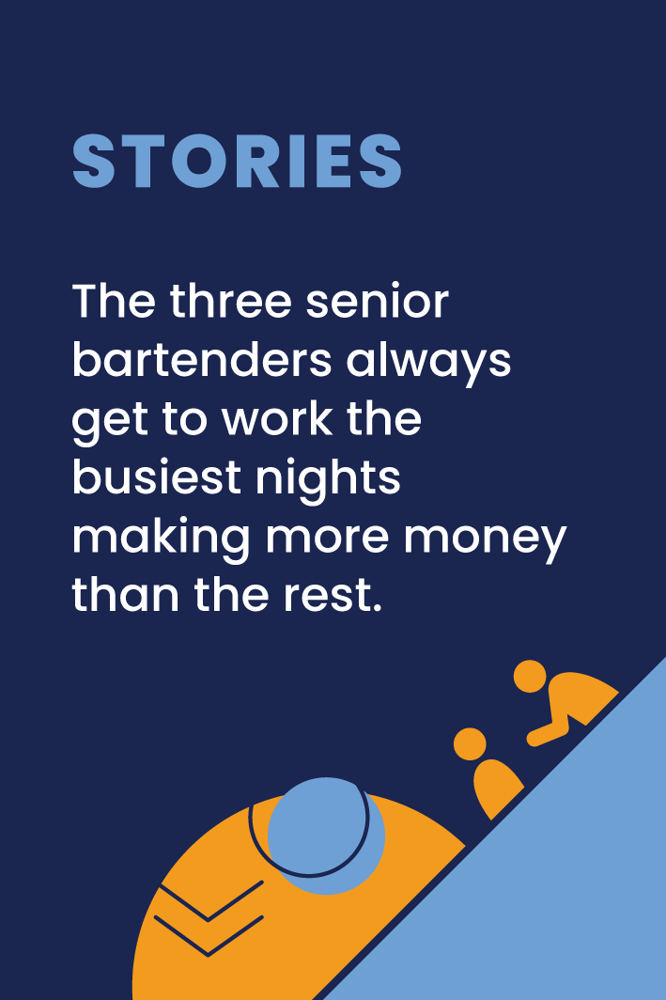 STORIES
The three senior
bartenders always
get to work the
busiest nights
making more money
than the rest.